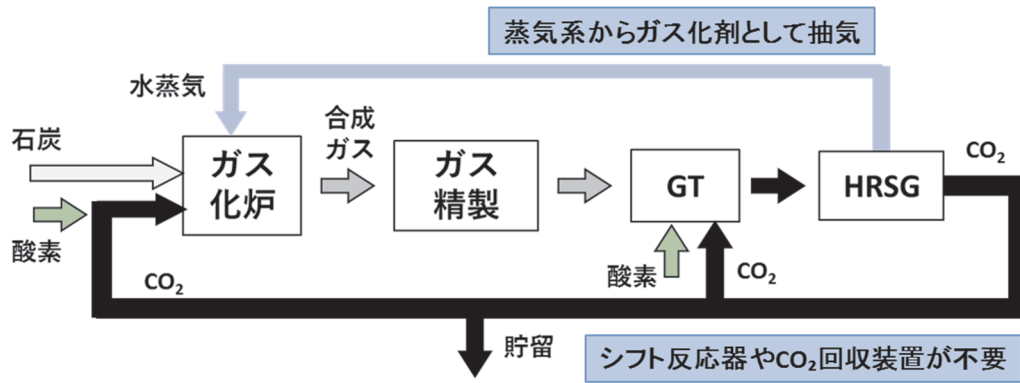 蒸気系からガス化剤として抽気
水蒸気
石炭
合成
ガス
CO₂
ガス
化炉
ガス
精製
GT
HRSG
酸素
CO₂
酸素
CO₂
貯留
シフト反応器やCO₂回収装置が不要